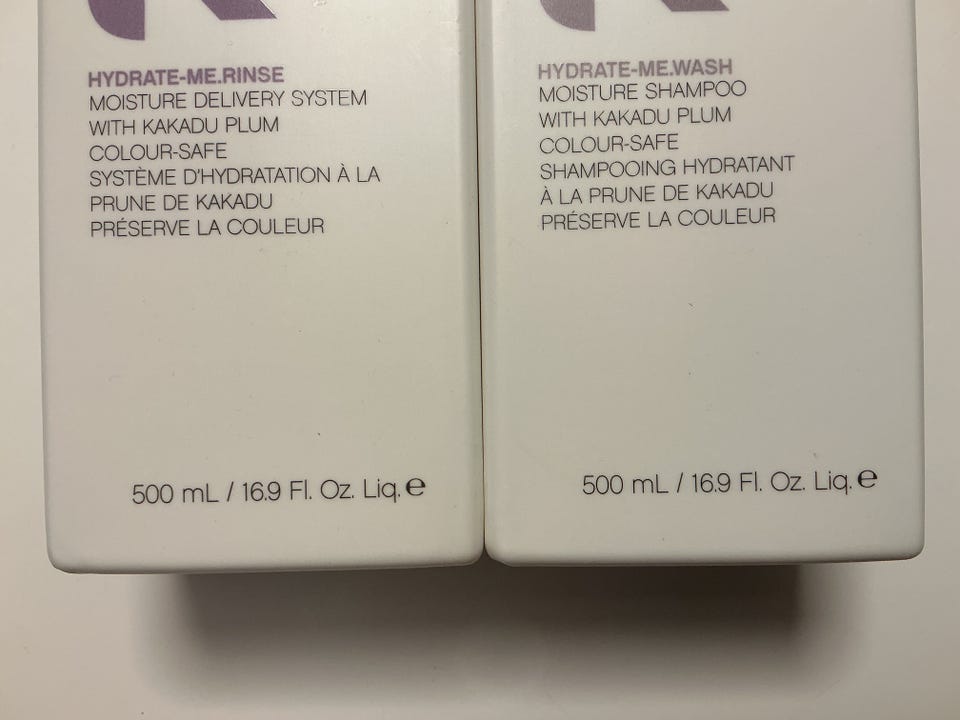 HYDRATE-ME.RINSE
MOISTURE DELIVERY SYSTEM
WITH KAKADU PLUM
COLOUR-SAFE
SYSTÈME D'HYDRATATION À LA
PRUNE DE KAKADU
PRÉSERVE LA COULEUR
500 mL / 16.9 Fl. Oz. Liq. ℮
HYDRATE-ME.WASH
MOISTURE SHAMPOO
WITH KAKADU PLUM
COLOUR-SAFE
SHAMPOOING HYDRATANT
À LA PRUNE DE KAKADU
PRÉSERVE LA COULEUR
500 mL / 16.9 Fl. Oz. Liq. ℮